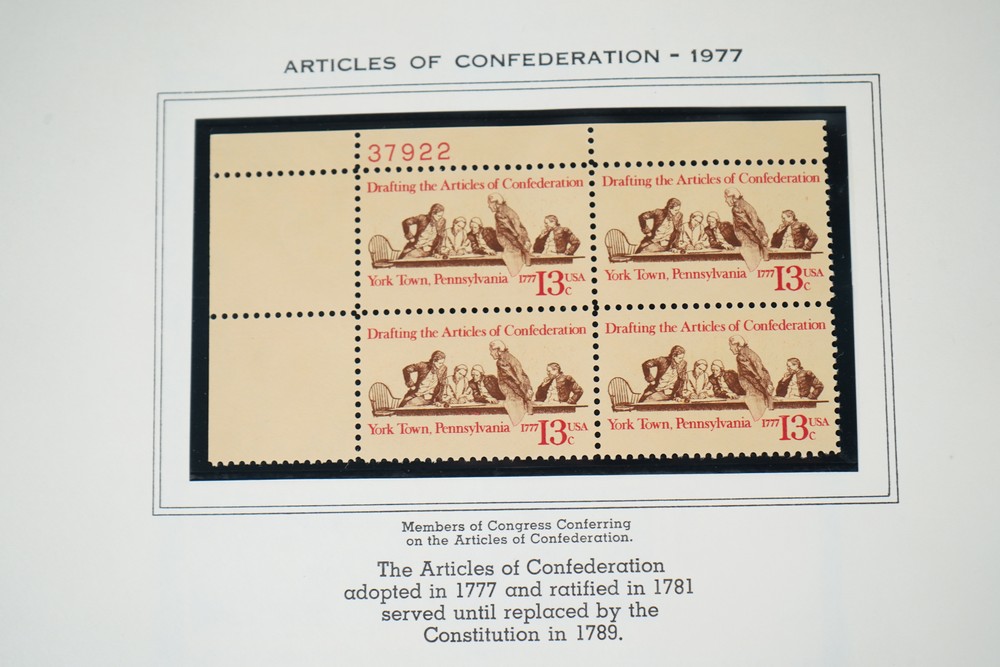 ARTICLES OF CONFEDERATION - 1977
37922
Drafting the Articles of Confederation
York Town, Pennsylvania 1777 13c USA
Drafting the Articles of Confederation
York Town, Pennsylvania 1777 13c USA
Drafting the Articles of Confederation
York Town, Pennsylvania 1777 13c USA
Drafting the Articles of Confederation
York Town, Pennsylvania 1777 13c USA
Members of Congress Conferring
on the Articles of Confederation.
The Articles of Confederation
adopted in 1777 and ratified in 1781
served until replaced by the
Constitution in 1789.